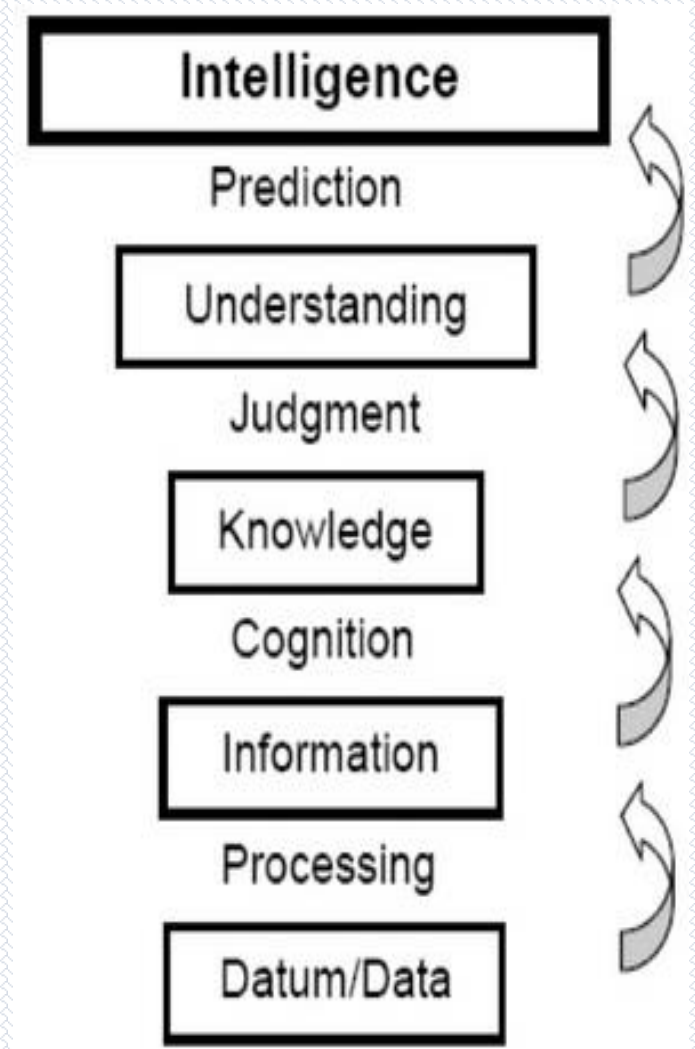 Intelligence
Prediction
Understanding
Judgment
Knowledge
Cognition
Information
Processing
Datum/Data